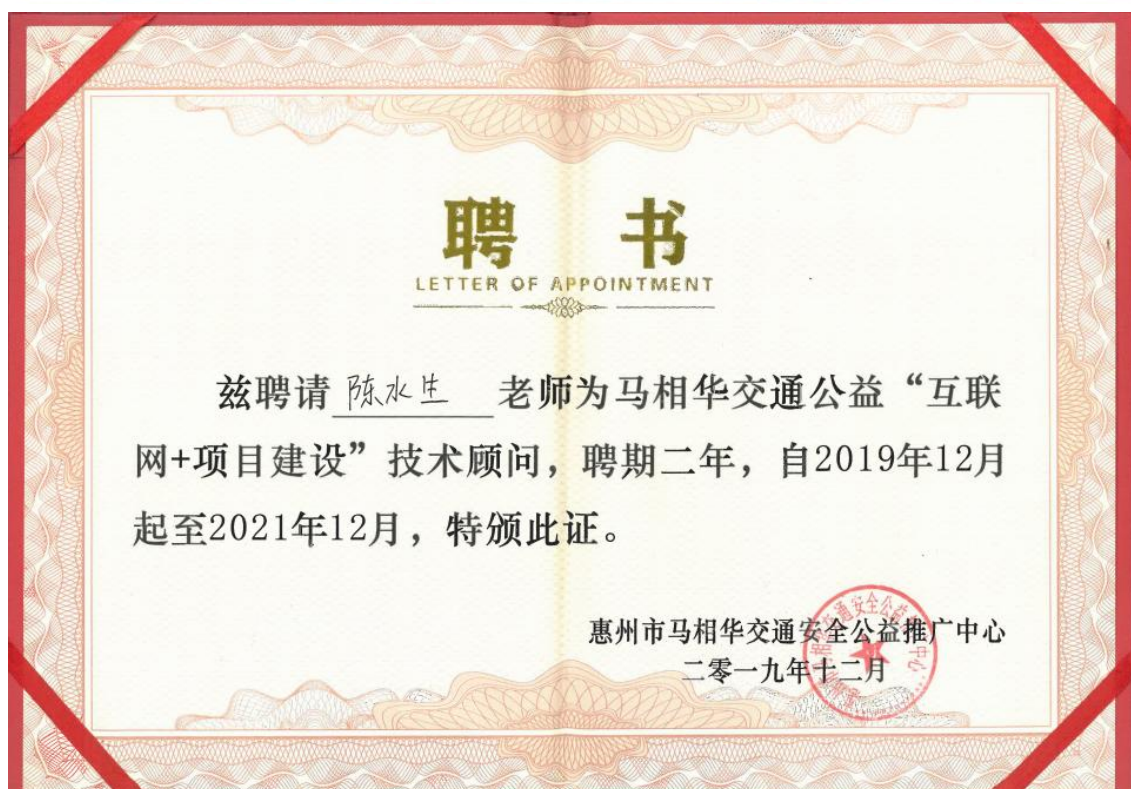 聘 书
LETTER OF APPOINTMENT
兹聘请 陈水生 老师为马相华交通公益“互联
网+项目建设”技术顾问，聘期二年，自2019年12月
起至2021年12月，特颁此证。
惠州市马相华交通安全公益推广中心
二零一九年十二月